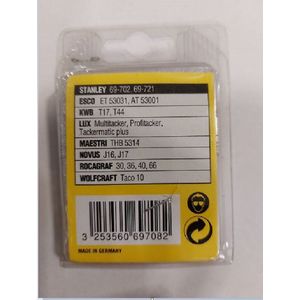 STANLEY 69-702, 69-721
ESCO ET 53031, AT 53001
KWB T17, T44
LUX Multitacker, Profitacker,
Tackermatic plus
MAESTRI THB 5314
NOVUS J16, J17
ROCAGRAF 30, 36, 40, 66
WOLFCRAFT Taco 10
3 253560 697082
MADE IN GERMANY